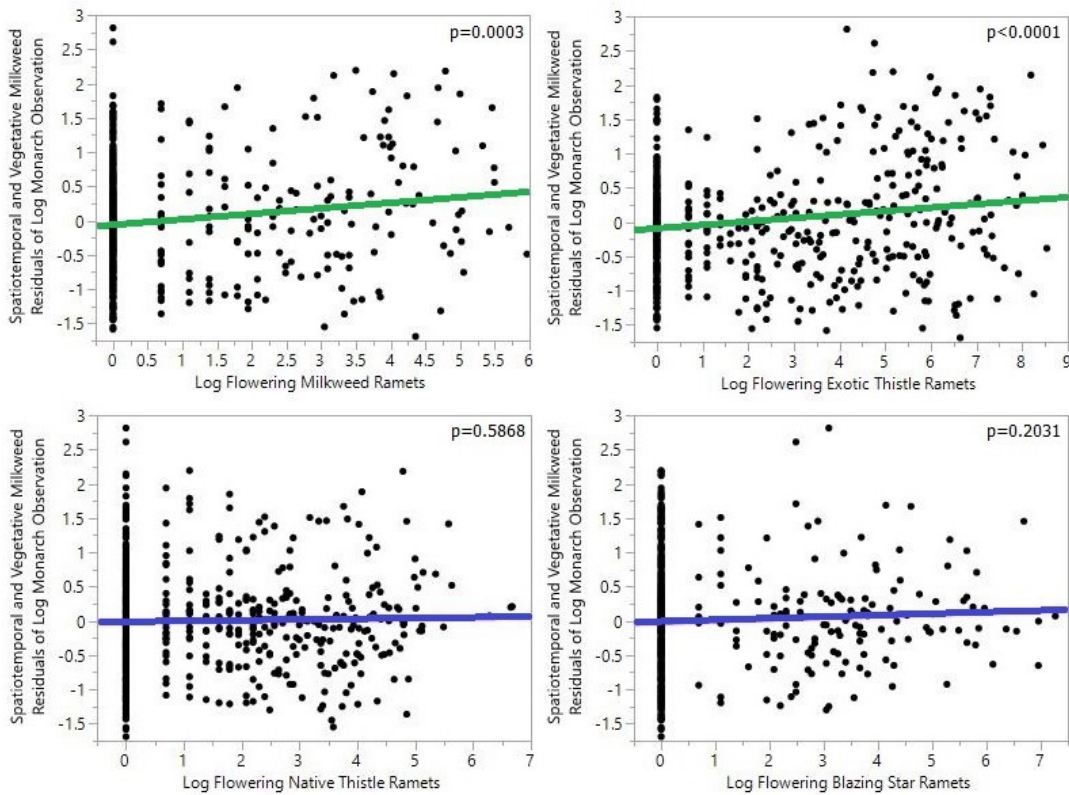 Spatiotemporal and Vegetative Milkweed
Residuals of Log Monarch Observation
3
2.5
2
1.5
1
0.5
0
-0.5
-1
-1.5
p=0.0003
0 0.5 1 1.5 2 2.5 3 3.5 4 4.5 5 5.5 6
Log Flowering Milkweed Ramets
Spatiotemporal and Vegetative Milkweed
Residuals of Log Monarch Observation
3
2.5
2
1.5
1
0.5
0
-0.5
-1
-1.5
p<0.0001
0 1 2 3 4 5 6 7 8 9
Log Flowering Exotic Thistle Ramets
Spatiotemporal and Vegetative Milkweed
Residuals of Log Monarch Observation
3
2.5
2
1.5
1
0.5
0
-0.5
-1
-1.5
p=0.5868
0 1 2 3 4 5 6 7
Log Flowering Native Thistle Ramets
Spatiotemporal and Vegetative Milkweed
Residuals of Log Monarch Observation
3
2.5
2
1.5
1
0.5
0
-0.5
-1
-1.5
p=0.2031
0 1 2 3 4 5 6 7
Log Flowering Blazing Star Ramets